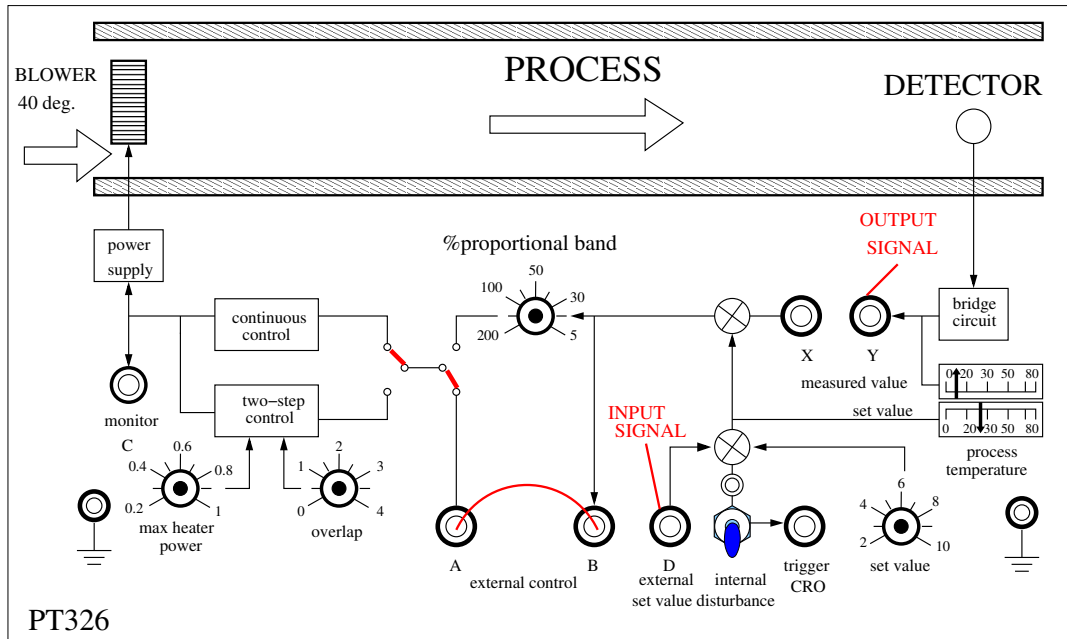 PROCESS
BLOWER
40 deg.
DETECTOR
OUTPUT
SIGNAL
power
supply
%proportional band
50
100
30
200
5
bridge
circuit
continuous
control
X
Y
measured value
0 20 30 50 80
set value
0 20 30 50 80
process
temperature
monitor
C
two−step
control
INPUT
SIGNAL
0.6
0.4
0.8
0.2
1
max heater
power
2
1
3
0
4
overlap
6
4
8
2
10
set value
A
B
D
external control
external
set value
internal
disturbance
trigger
CRO
PT326